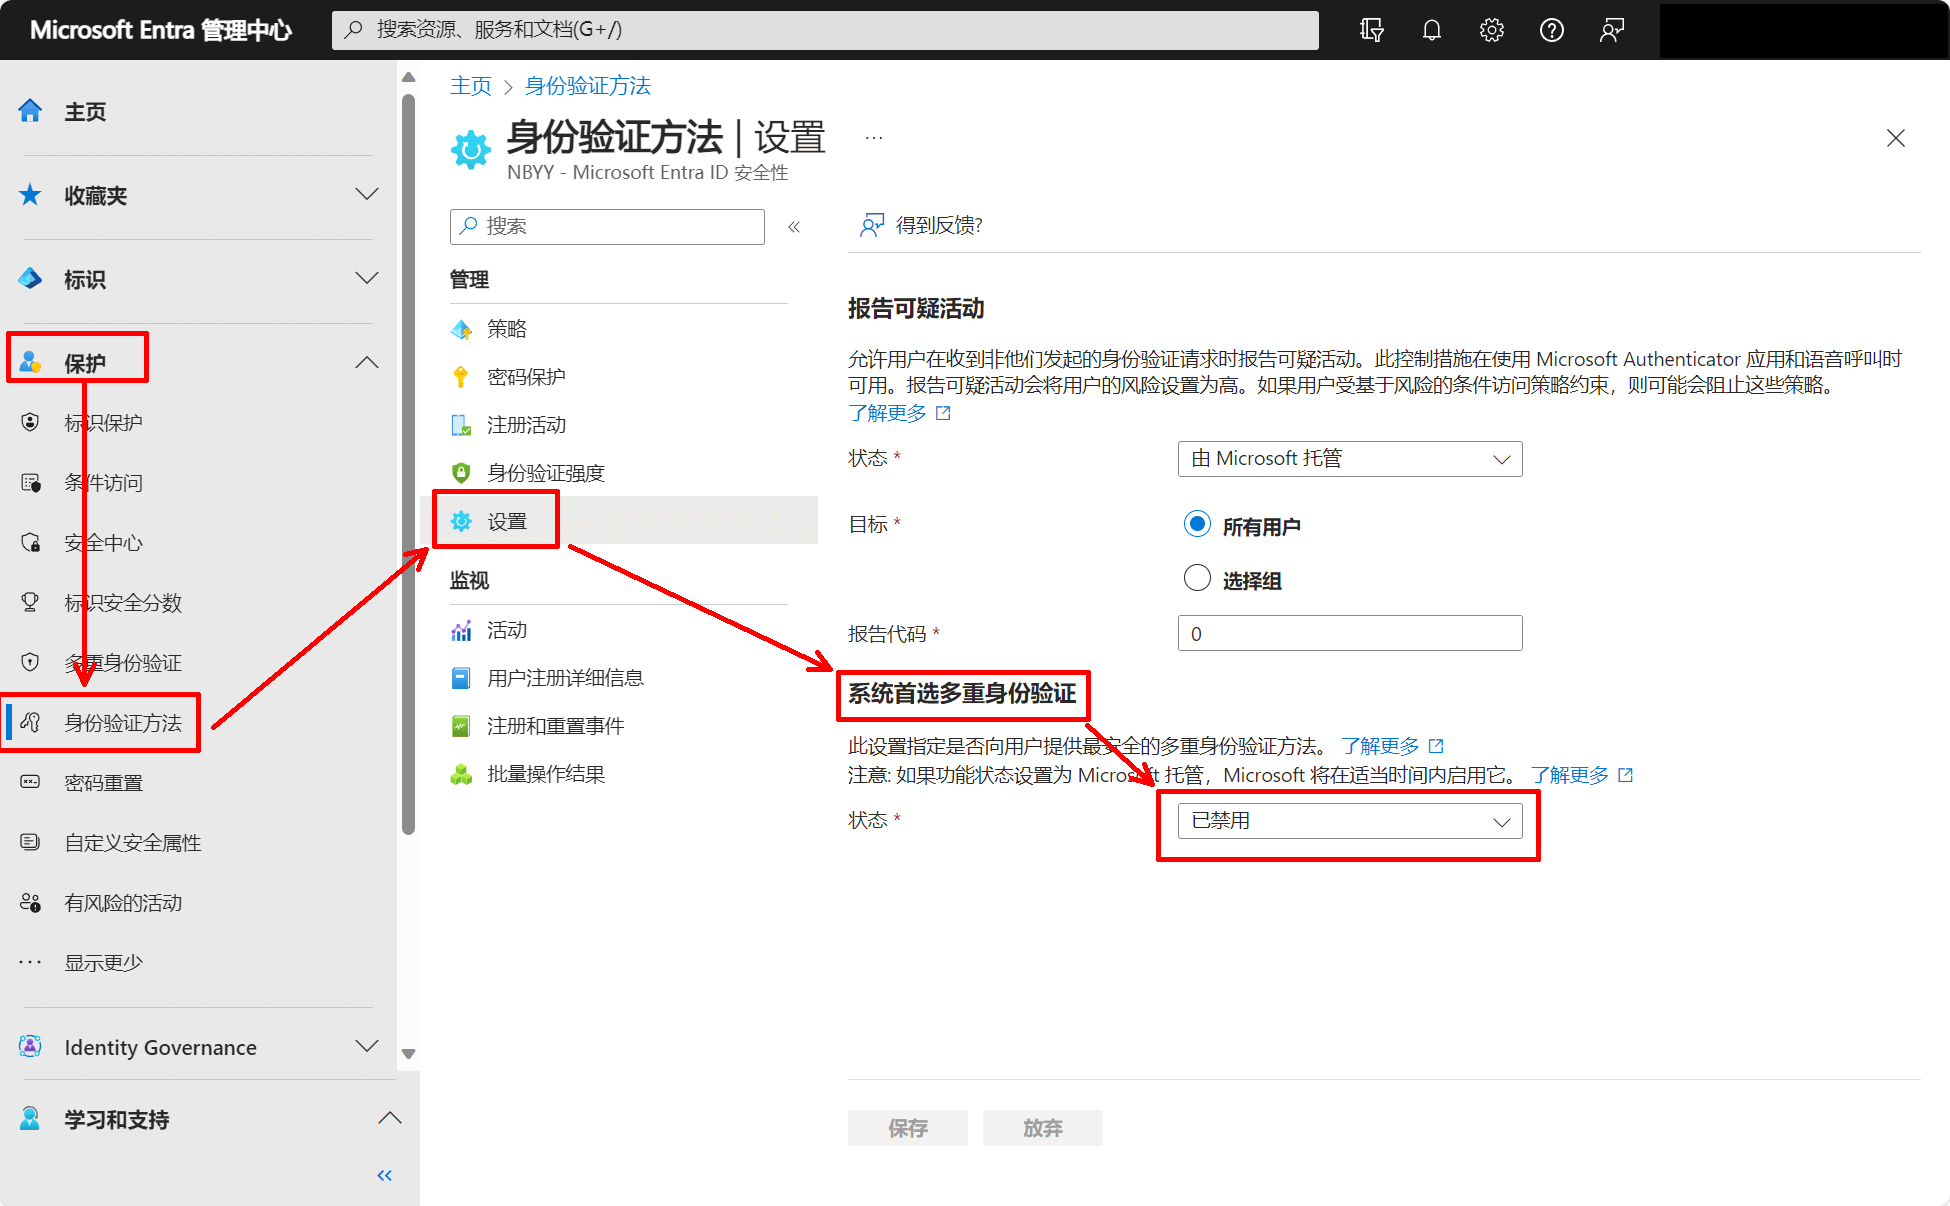 Microsoft Entra 管理中心
搜索资源、服务和文档(G+/)
主页
收藏夹
标识
保护
标识保护
条件访问
安全中心
标识安全分数
多重身份验证
身份验证方法
密码重置
自定义安全属性
有风险的活动
显示更少
Identity Governance
学习和支持
主页 > 身份验证方法
身份验证方法 | 设置
NBYY - Microsoft Entra ID 安全性
搜索
管理
策略
密码保护
注册活动
身份验证强度
设置
监视
活动
用户注册详细信息
注册和重置事件
批量操作结果
得到反馈?
报告可疑活动
允许用户在收到非他们发起的身份验证请求时报告可疑活动。此控制措施在使用 Microsoft Authenticator 应用和语音呼叫时
可用。报告可疑活动会将用户的风险设置为高。如果用户受基于风险的条件访问策略约束，则可能会阻止这些策略。
了解更多
状态 *
由 Microsoft 托管
目标 *
所有用户
选择组
报告代码 *
0
系统首选多重身份验证
此设置指定是否向用户提供最安全的多重身份验证方法。 了解更多
注意: 如果功能状态设置为 Microsoft 托管，Microsoft 将在适当时间内启用它。 了解更多
状态 *
已禁用
保存
放弃